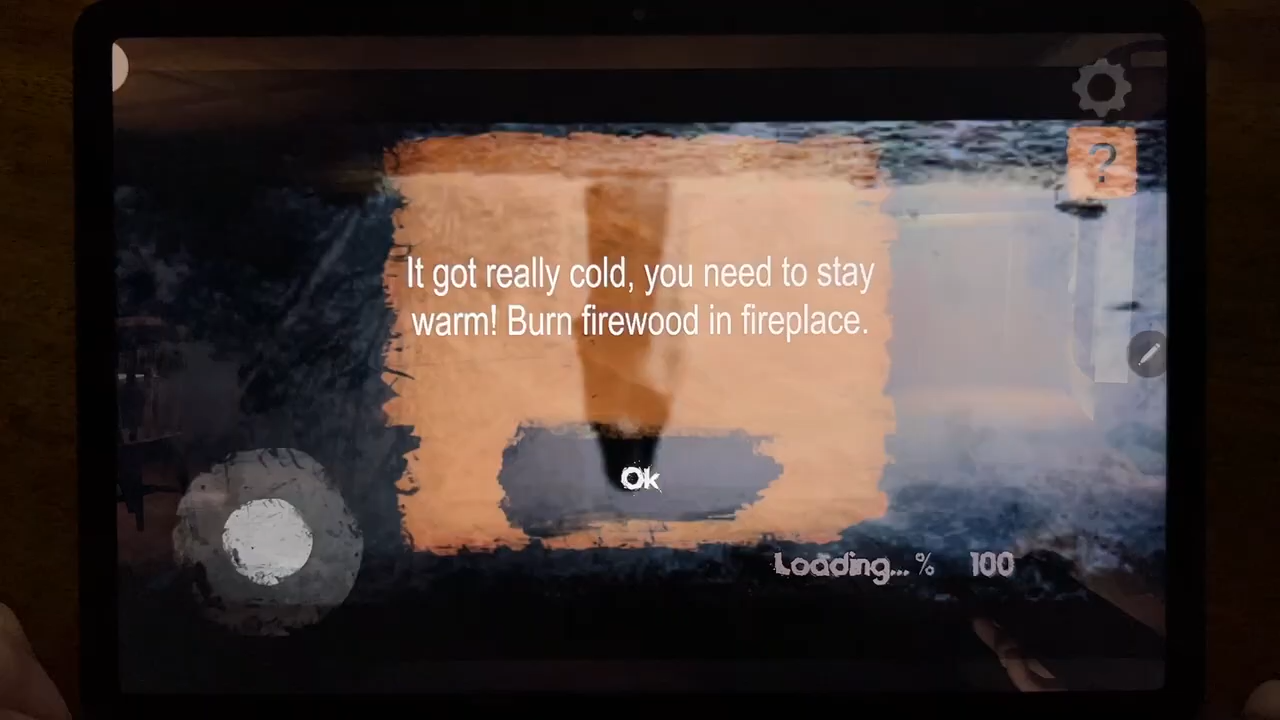 ?
It got really cold, you need to stay
warm! Burn firewood in fireplace.
Ok
Loading... % 100